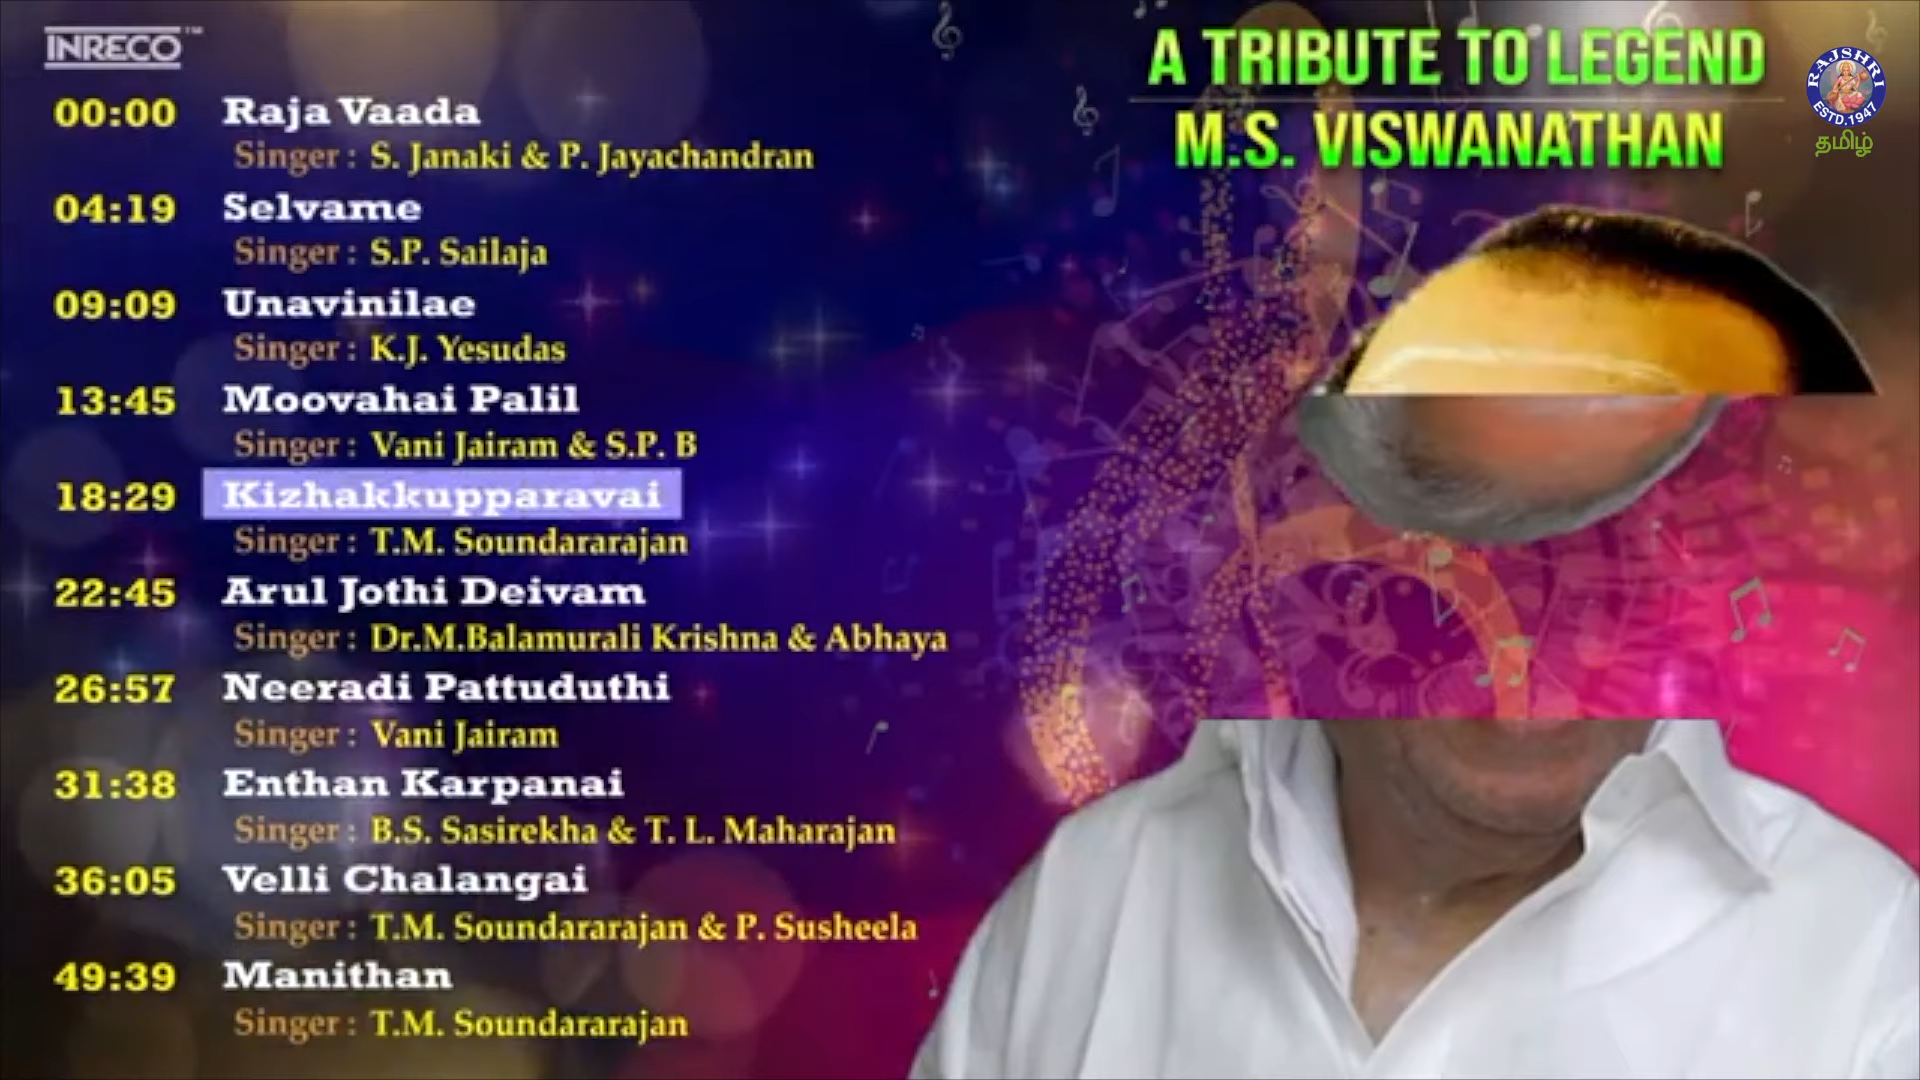 INRECO™
A TRIBUTE TO LEGEND
M.S. VISWANATHAN
RAJSHRI
ESTD.1947
தமிழ்
00:00 Raja Vaada
Singer : S. Janaki & P. Jayachandran
04:19 Selvame
Singer : S.P. Sailaja
09:09 Unavinilae
Singer : K.J. Yesudas
13:45 Moovahai Palil
Singer : Vani Jairam & S.P. B
18:29 Kizhakkupparavai
Singer : T.M. Soundararajan
22:45 Arul Jothi Deivam
Singer : Dr.M.Balamurali Krishna & Abhaya
26:57 Neeradi Pattuduthi
Singer : Vani Jairam
31:38 Enthan Karpanai
Singer : B.S. Sasirekha & T. L. Maharajan
36:05 Velli Chalangai
Singer : T.M. Soundararajan & P. Susheela
49:39 Manithan
Singer : T.M. Soundararajan